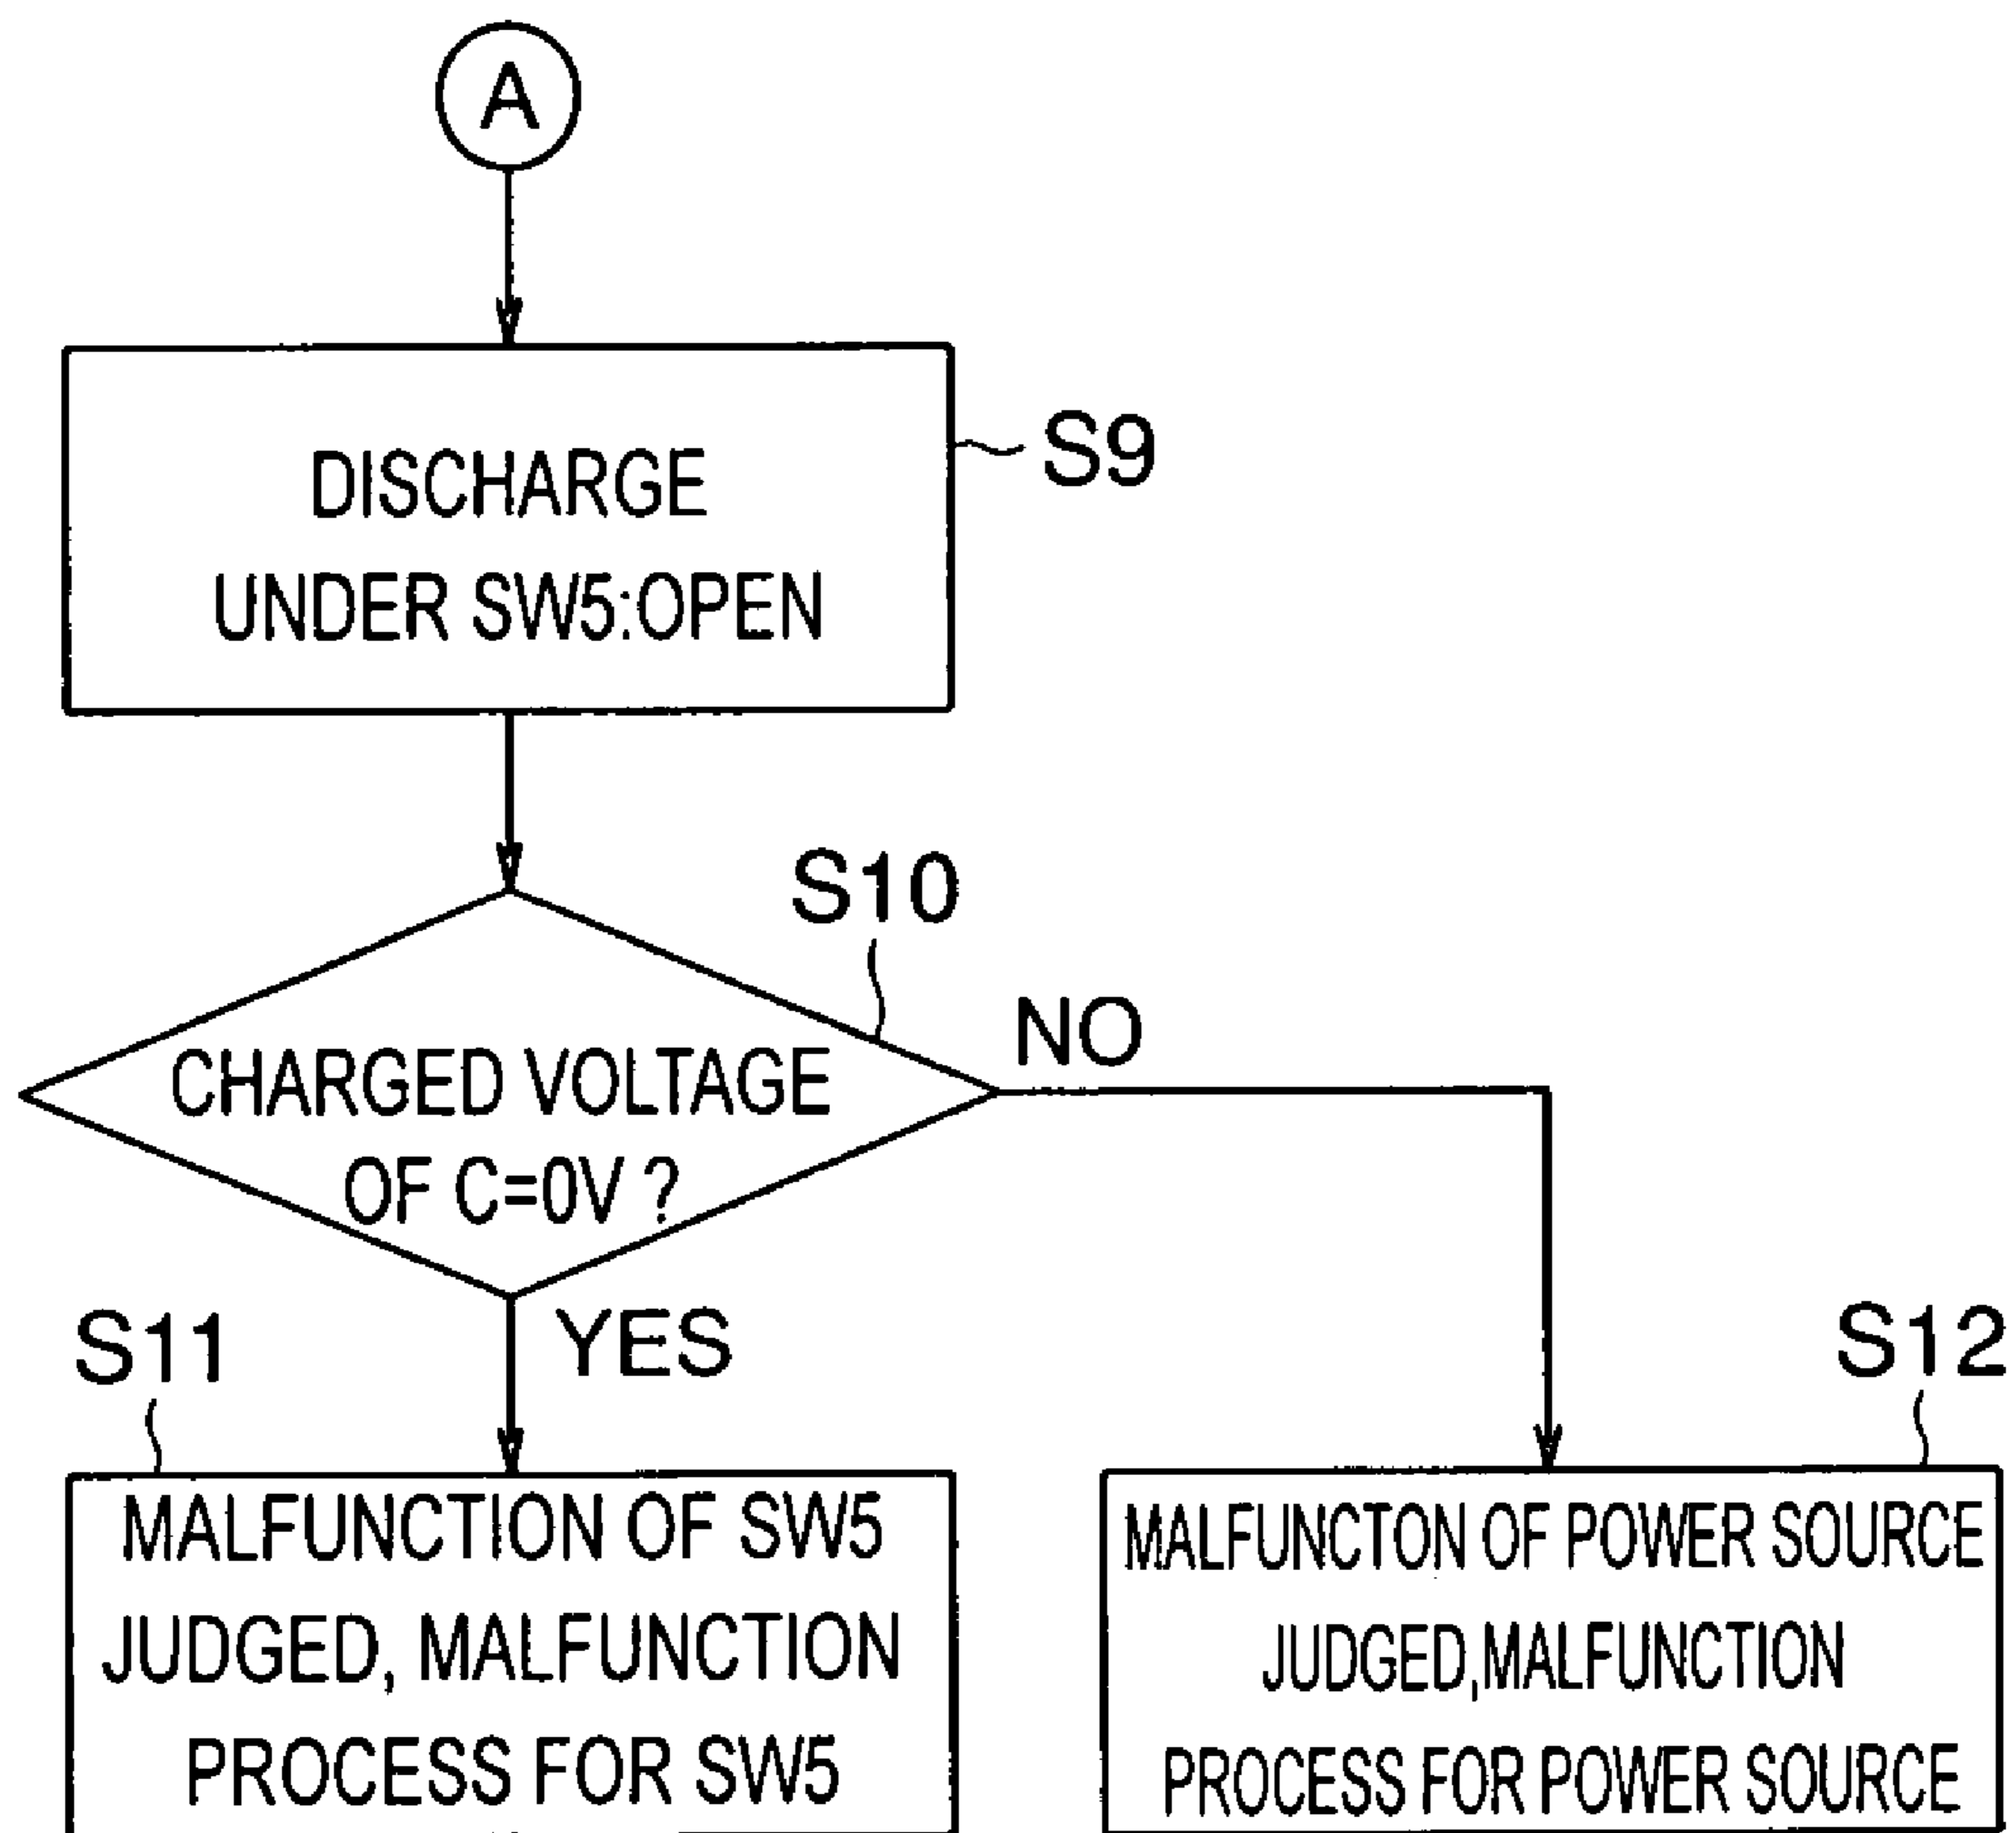 A
DISCHARGE
UNDER SW5:OPEN
S9
S10
CHARGED VOLTAGE
OF C=0V ?
NO
YES
S11
MALFUNCTION OF SW5
JUDGED, MALFUNCTION
PROCESS FOR SW5
S12
MALFUNCTON OF POWER SOURCE
JUDGED,MALFUNCTION
PROCESS FOR POWER SOURCE